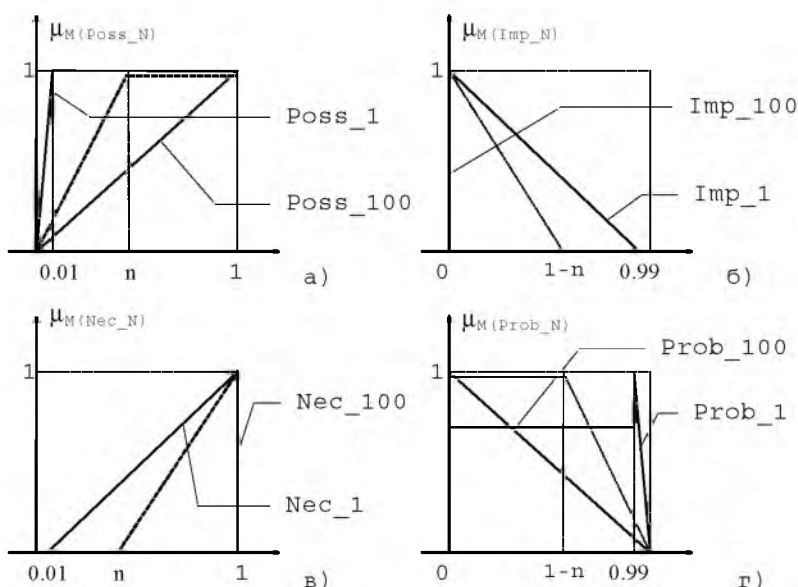 μM(Poss_N)
1
Poss_1
Poss_100
0.01 n 1
а)
μM(Imp_N)
1
Imp_100
Imp_1
0 1-n 0.99
б)
μM(Nec_N)
1
Nec_100
Nec_1
0.01 n 1
в)
μM(Prob_N)
1
Prob_100
Prob_1
0 1-n 0.99
г)